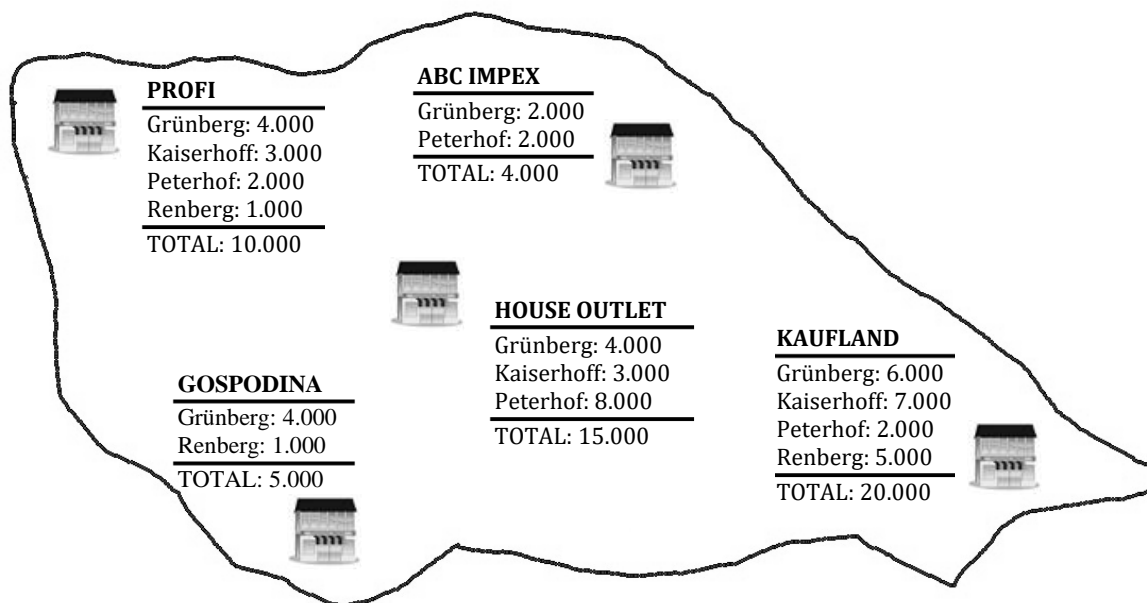 PROFI
Grünberg: 4.000
Kaiserhoff: 3.000
Peterhof: 2.000
Renberg: 1.000
TOTAL: 10.000
ABC IMPEX
Grünberg: 2.000
Peterhof: 2.000
TOTAL: 4.000
HOUSE OUTLET
Grünberg: 4.000
Kaiserhoff: 3.000
Peterhof: 8.000
TOTAL: 15.000
GOSPODINA
Grünberg: 4.000
Renberg: 1.000
TOTAL: 5.000
KAUFLAND
Grünberg: 6.000
Kaiserhoff: 7.000
Peterhof: 2.000
Renberg: 5.000
TOTAL: 20.000